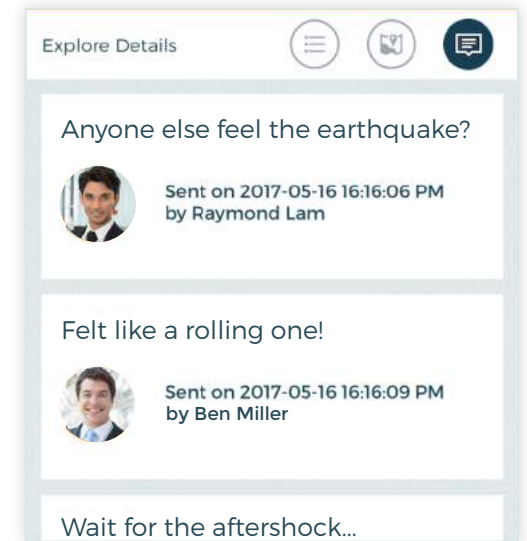 Explore Details
Anyone else feel the earthquake?
Sent on 2017-05-16 16:16:06 PM
by Raymond Lam
Felt like a rolling one!
Sent on 2017-05-16 16:16:09 PM
by Ben Miller
Wait for the aftershock...